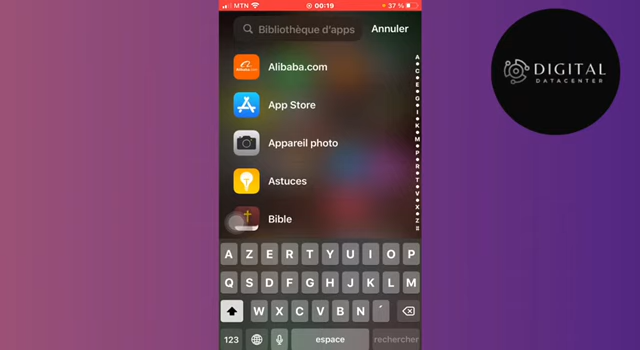 MTN 00:19 37 %
Bibliothèque d'apps Annuler
Alibaba.com
App Store
Appareil photo
Astuces
Bible
A
C
E
G
I
K
M
P
R
T
V
X
Z
#
A Z E R T Y U I O P
Q S D F G H J K L M
W X C V B N ´
123 espace rechercher
DIGITAL
DATACENTER